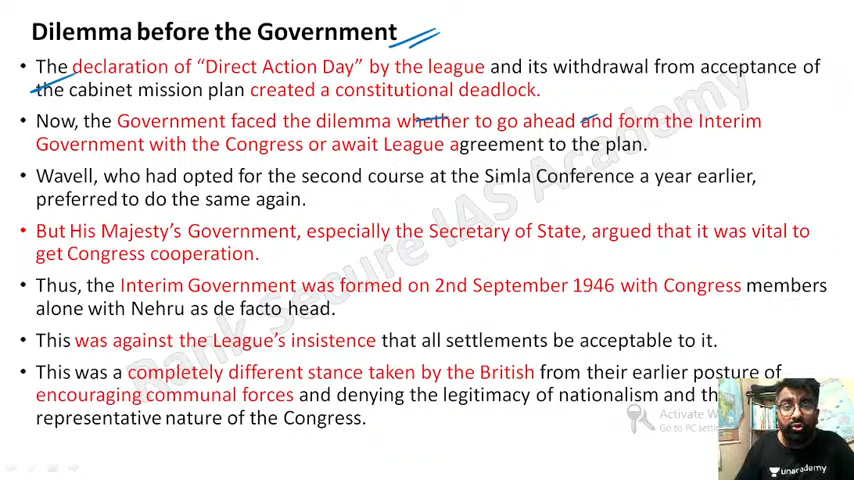 Dilemma before the Government
• The declaration of “Direct Action Day” by the league and its withdrawal from acceptance of
the cabinet mission plan created a constitutional deadlock.
• Now, the Government faced the dilemma whether to go ahead and form the Interim
Government with the Congress or await League agreement to the plan.
• Wavell, who had opted for the second course at the Simla Conference a year earlier,
preferred to do the same again.
• But His Majesty’s Government, especially the Secretary of State, argued that it was vital to
get Congress cooperation.
• Thus, the Interim Government was formed on 2nd September 1946 with Congress members
alone with Nehru as de facto head.
• This was against the League’s insistence that all settlements be acceptable to it.
• This was a completely different stance taken by the British from their earlier posture of
encouraging communal forces and denying the legitimacy of nationalism and
representative nature of the Congress.
Rank Secure IAS Academy
Activate
Go to PC
unacademy